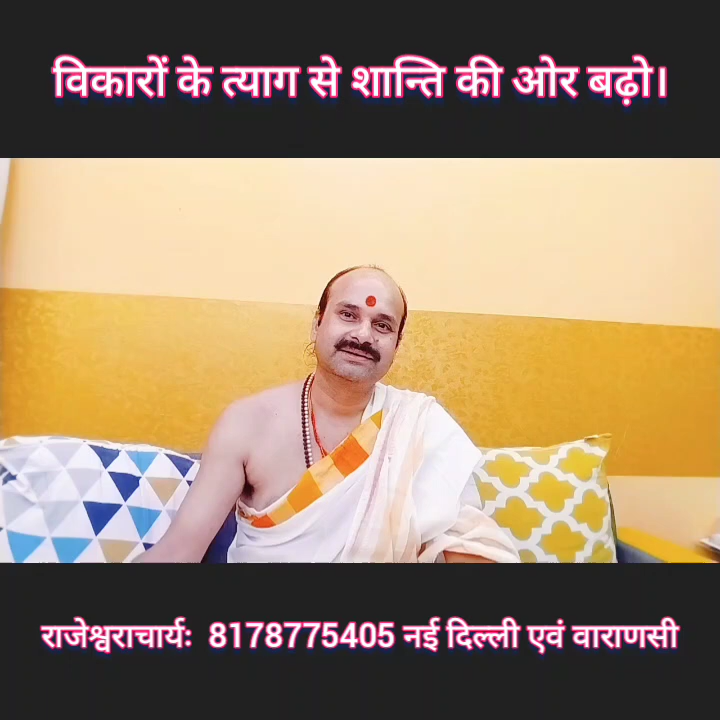 विकारों के त्याग से शान्ति की ओर बढ़ो।
राजेश्वराचार्यः 8178775405 नई दिल्ली एवं वाराणसी